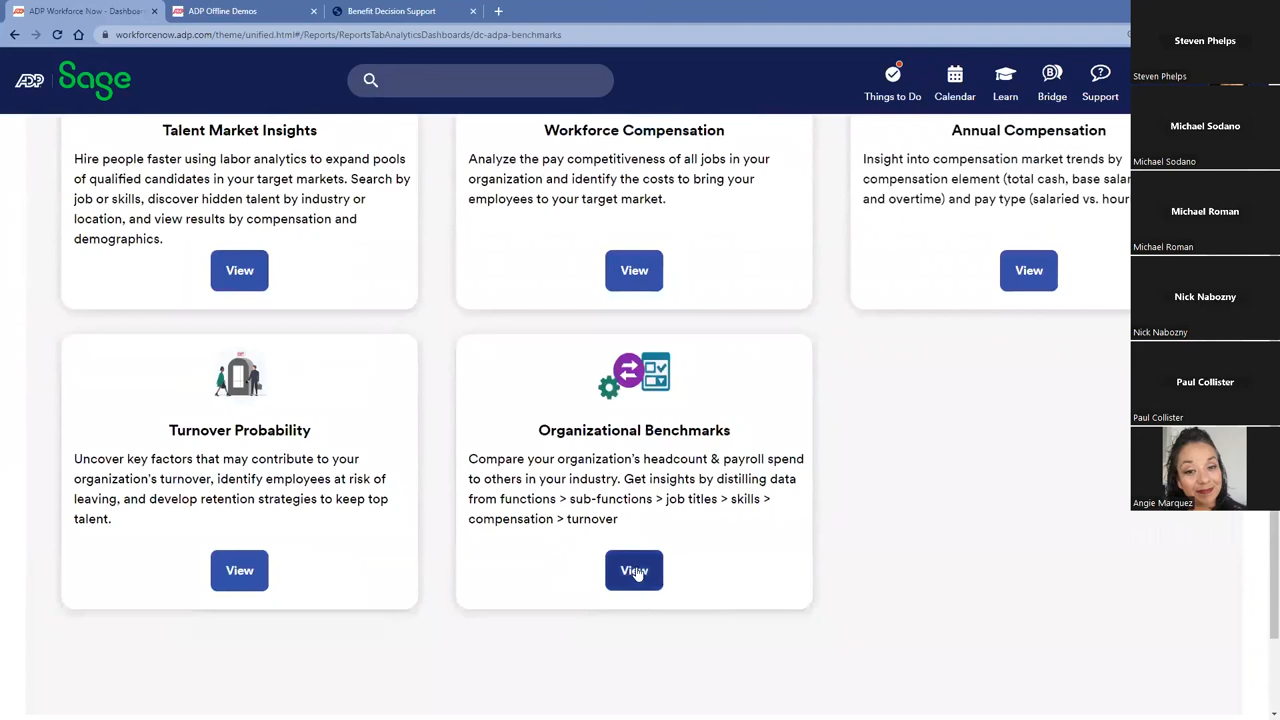 ADP Workforce Now - Dashboar
ADP Offline Demos
Benefit Decision Support
workforcenow.adp.com/theme/unified.html#/Reports/ReportsTabAnalyticsDashboards/dc-adpa-benchmarks
ADP Sage
Things to Do
Calendar
Learn
Bridge
Support
Talent Market Insights
Hire people faster using labor analytics to expand pools
of qualified candidates in your target markets. Search by
job or skills, discover hidden talent by industry or
location, and view results by compensation and
demographics.
View
Workforce Compensation
Analyze the pay competitiveness of all jobs in your
organization and identify the costs to bring your
employees to your target market.
View
Annual Compensation
Insight into compensation market trends by
compensation element (total cash, base salar
and overtime) and pay type (salaried vs. hour
View
Turnover Probability
Uncover key factors that may contribute to your
organization's turnover, identify employees at risk of
leaving, and develop retention strategies to keep top
talent.
View
Organizational Benchmarks
Compare your organization's headcount & payroll spend
to others in your industry. Get insights by distilling data
from functions > sub-functions > job titles > skills >
compensation > turnover
View
Steven Phelps
Steven Phelps
Michael Sodano
Michael Sodano
Michael Roman
Michael Roman
Nick Nabozny
Nick Nabozny
Paul Collister
Paul Collister
Angie Marquez